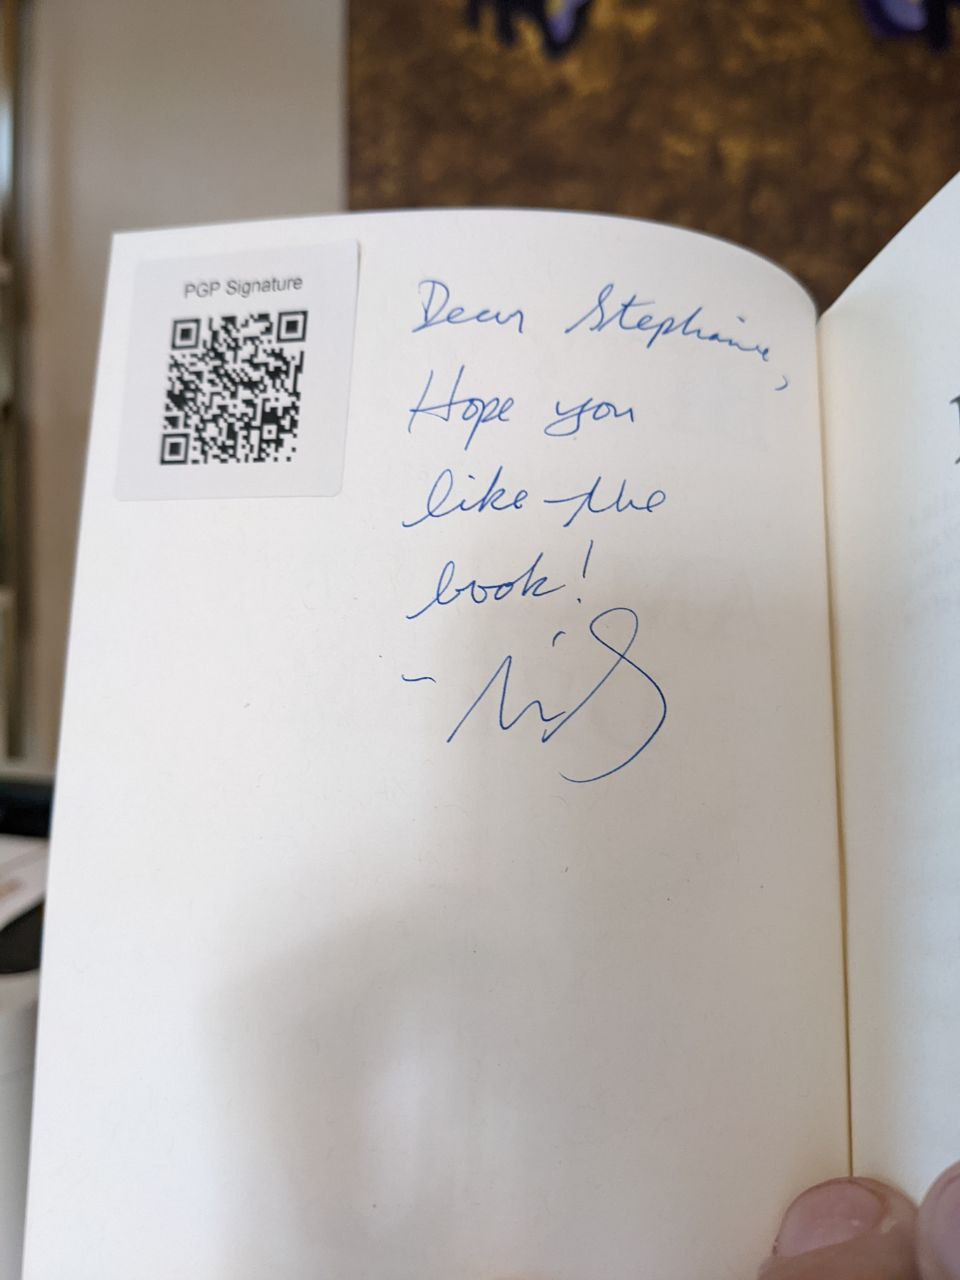 PGP Signature
Dear Stephanie,
Hope you
like the
book!